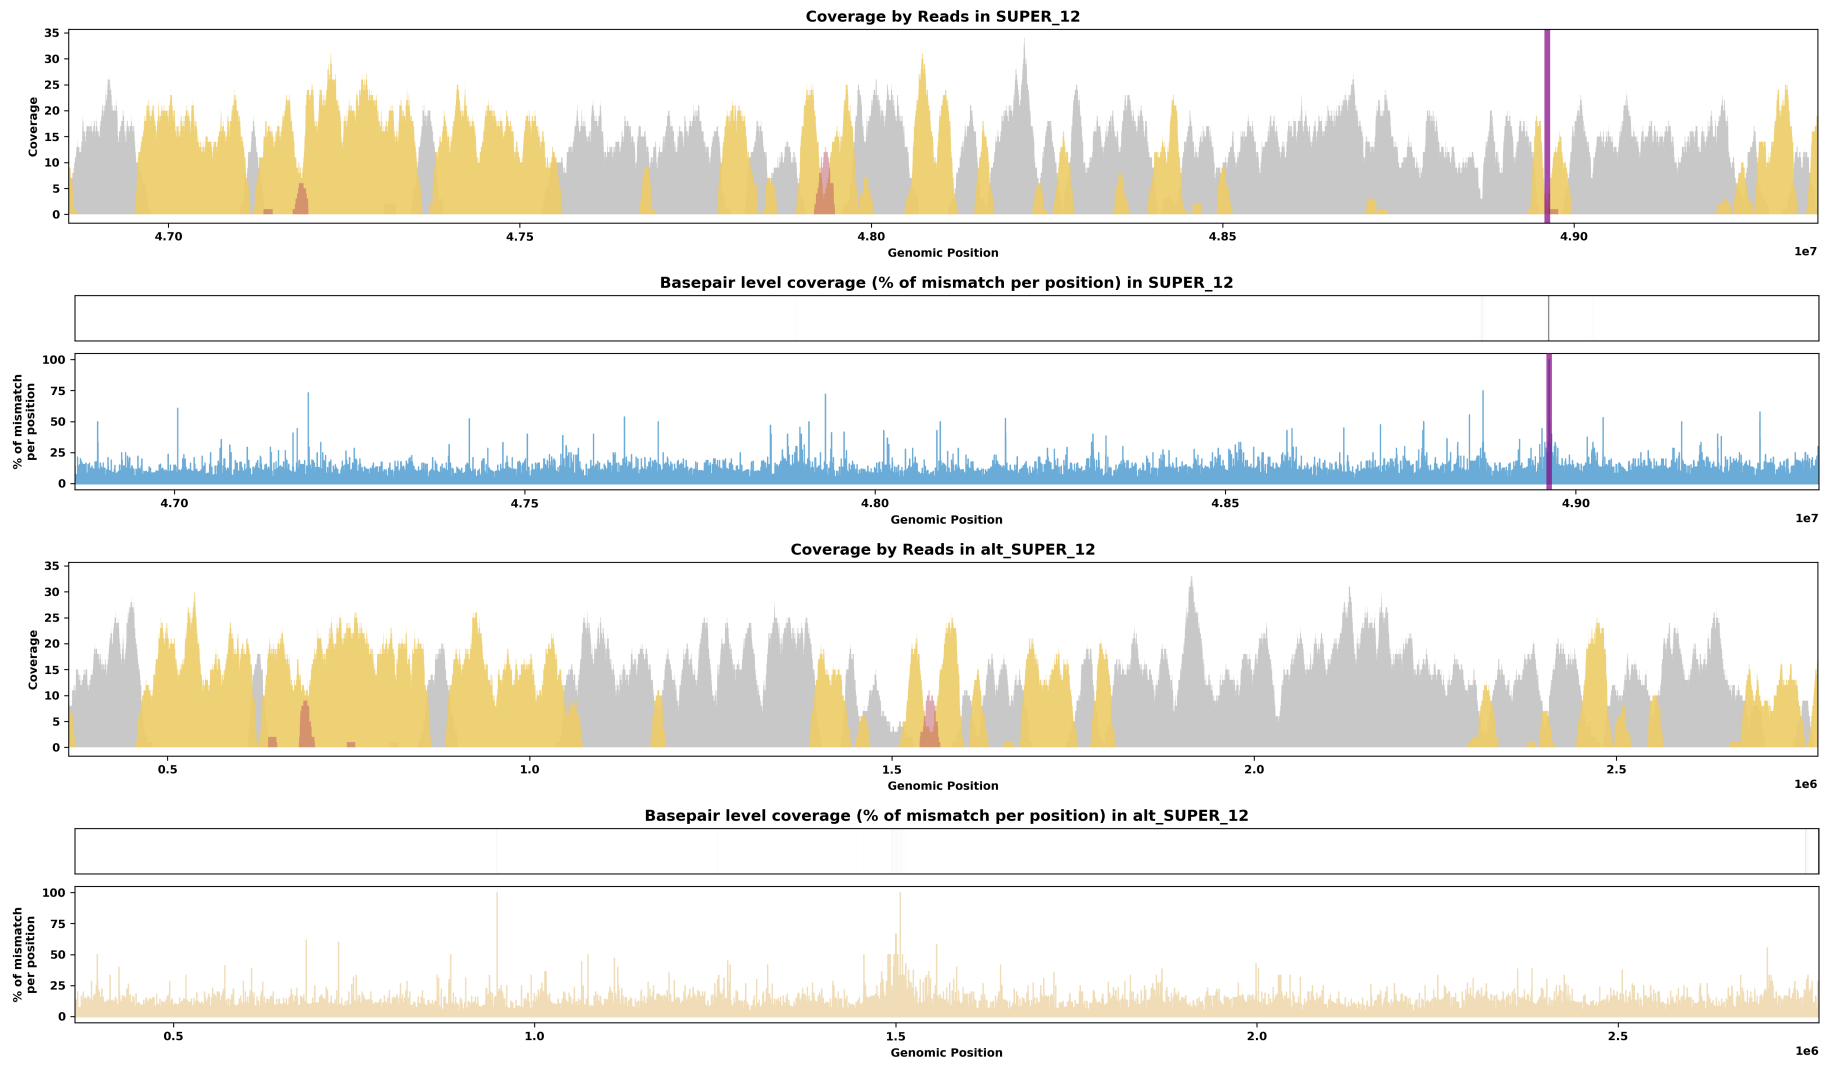 Coverage by Reads in SUPER_12
35
30
25
20
15
10
5
0
Coverage
4.70 4.75 4.80 4.85 4.90
Genomic Position
1e7
Basepair level coverage (% of mismatch per position) in SUPER_12
100
75
50
25
0
% of mismatch
per position
4.70 4.75 4.80 4.85 4.90
Genomic Position
1e7
Coverage by Reads in alt_SUPER_12
35
30
25
20
15
10
5
0
Coverage
0.5 1.0 1.5 2.0 2.5
Genomic Position
1e6
Basepair level coverage (% of mismatch per position) in alt_SUPER_12
100
75
50
25
0
% of mismatch
per position
0.5 1.0 1.5 2.0 2.5
Genomic Position
1e6